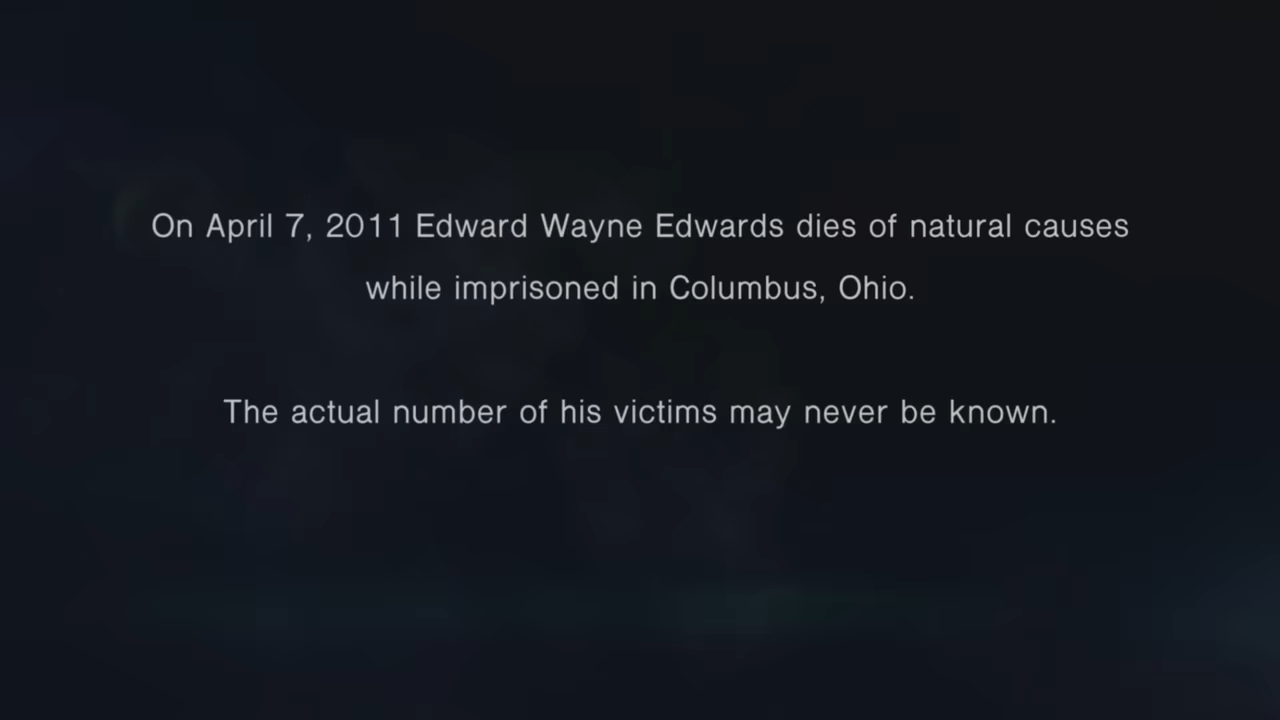 On April 7, 2011 Edward Wayne Edwards dies of natural causes
while imprisoned in Columbus, Ohio.
The actual number of his victims may never be known.